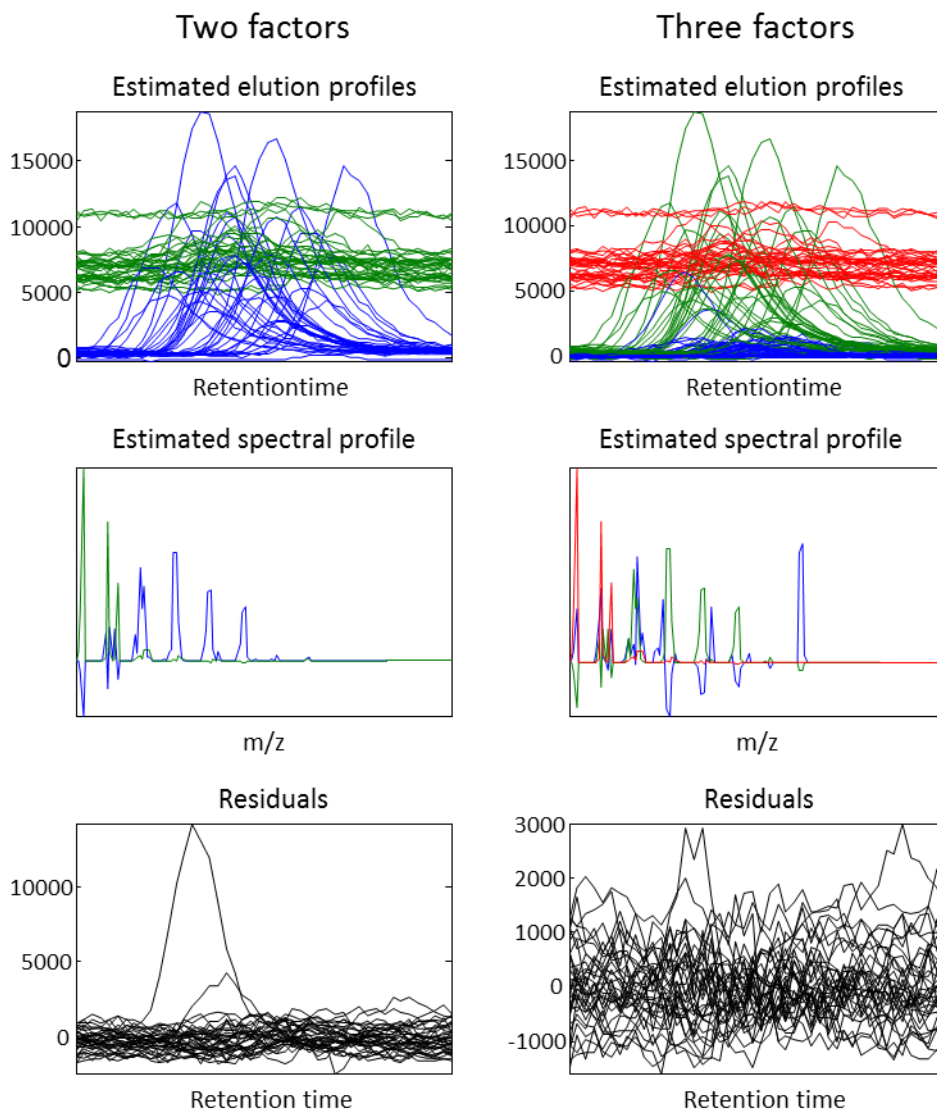 Two factors
Three factors
Estimated elution profiles
Estimated elution profiles
15000
10000
5000
0
Retentiontime
15000
10000
5000
0
Retentiontime
Estimated spectral profile
Estimated spectral profile
m/z
m/z
Residuals
Residuals
10000
5000
0
Retention time
3000
2000
1000
0
-1000
Retention time